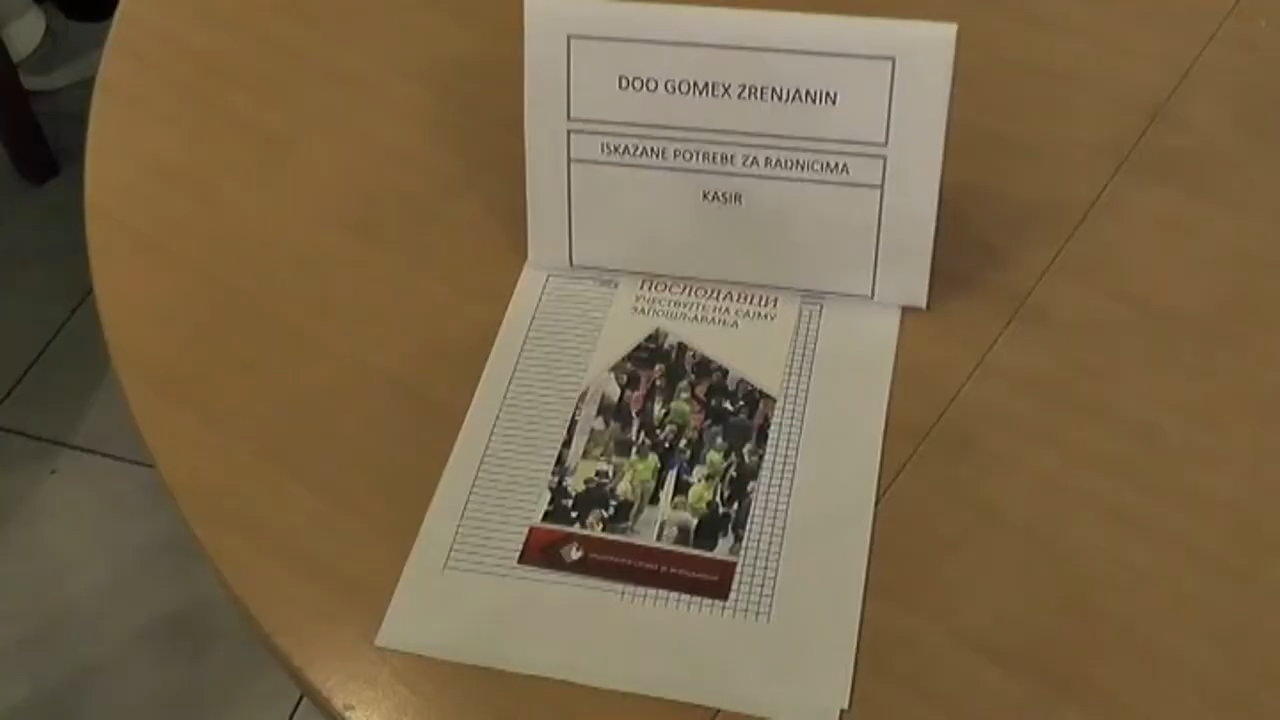 DOO GOMEX ZRENJANIN
ISKAZANE POTREBE ZA RADNICIMA
KASIR
ПОСЛОДАВЦИ
УЧЕСТВУЈТЕ НА САЈМУ
ЗАПОШЉАВАЊА